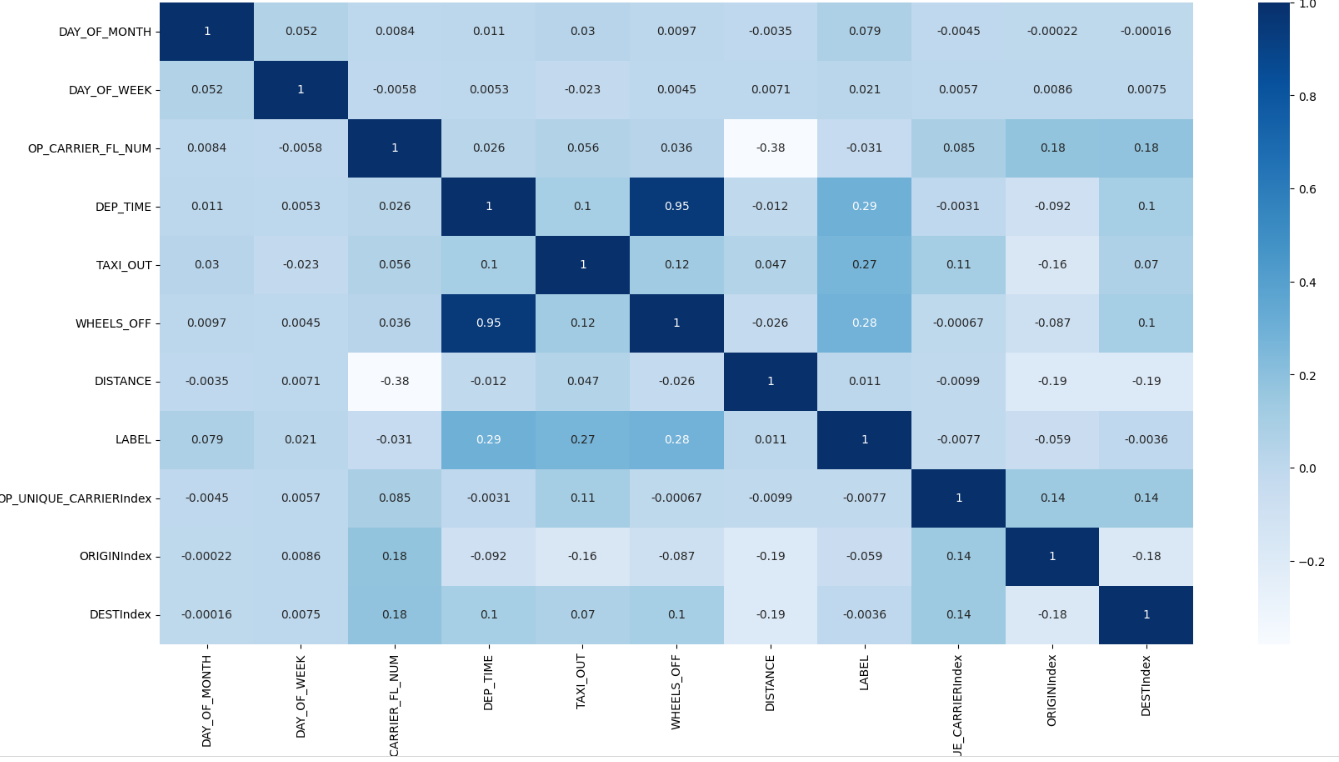 DAY_OF_MONTH 1 0.052 0.0084 0.011 0.03 0.0097 -0.0035 0.079 -0.0045 -0.00022 -0.00016
DAY_OF_WEEK 0.052 1 -0.0058 0.0053 -0.023 0.0045 0.0071 0.021 0.0057 0.0086 0.0075
OP_CARRIER_FL_NUM 0.0084 -0.0058 1 0.026 0.056 0.036 -0.38 -0.031 0.085 0.18 0.18
DEP_TIME 0.011 0.0053 0.026 1 0.1 0.95 -0.012 0.29 -0.0031 -0.092 0.1
TAXI_OUT 0.03 -0.023 0.056 0.1 1 0.12 0.047 0.27 0.11 -0.16 0.07
WHEELS_OFF 0.0097 0.0045 0.036 0.95 0.12 1 -0.026 0.28 -0.00067 -0.087 0.1
DISTANCE -0.0035 0.0071 -0.38 -0.012 0.047 -0.026 1 0.011 -0.0099 -0.19 -0.19
LABEL 0.079 0.021 -0.031 0.29 0.27 0.28 0.011 1 -0.0077 -0.059 -0.0036
OP_UNIQUE_CARRIERIndex -0.0045 0.0057 0.085 -0.0031 0.11 -0.00067 -0.0099 -0.0077 1 0.14 0.14
ORIGINIndex -0.00022 0.0086 0.18 -0.092 -0.16 -0.087 -0.19 -0.059 0.14 1 -0.18
DESTIndex -0.00016 0.0075 0.18 0.1 0.07 0.1 -0.19 -0.0036 0.14 -0.18 1
DAY_OF_MONTH
DAY_OF_WEEK
CARRIER_FL_NUM
DEP_TIME
TAXI_OUT
WHEELS_OFF
DISTANCE
LABEL
UE_CARRIERIndex
ORIGINIndex
DESTIndex
1.0
0.8
0.6
0.4
0.2
0.0
−0.2